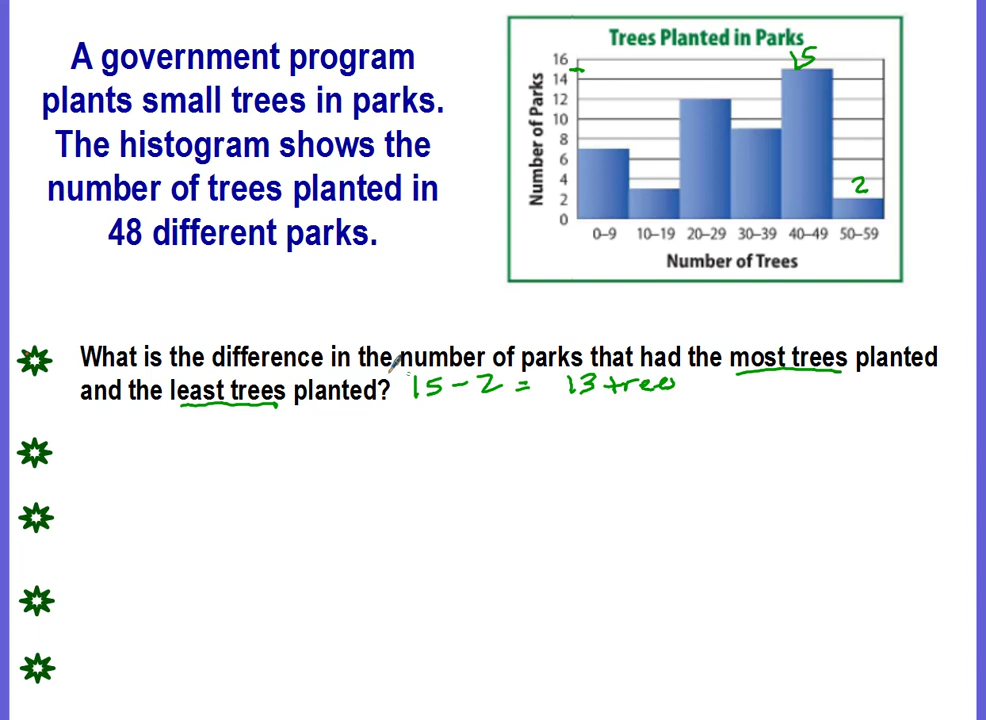 A government program
plants small trees in parks.
The histogram shows the
number of trees planted in
48 different parks.
Trees Planted in Parks
15
Number of Parks
16
14
12
10
8
6
4
2
0
2
0–9 10–19 20–29 30–39 40–49 50–59
Number of Trees
What is the difference in the number of parks that had the most trees planted
and the least trees planted? 15 - 2 = 13 trees